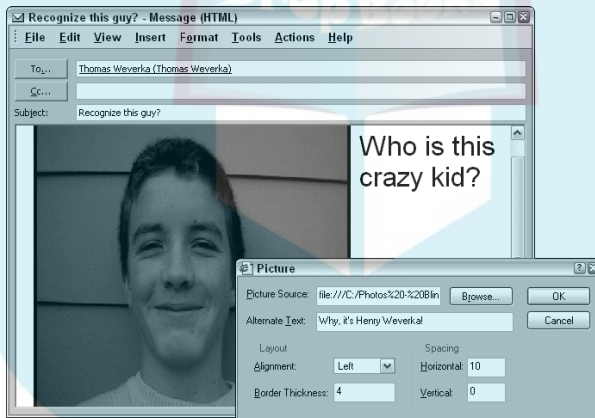 Recognize this guy? - Message (HTML)
File Edit View Insert Format Tools Actions Help
To... Thomas Weverka (Thomas Weverka)
Cc...
Subject: Recognize this guy?
Who is this
crazy kid?
Picture
Picture Source: file:///C:/Photos%20-%20Blin Browse... OK
Alternate Text: Why, it's Henry Weverka! Cancel
Layout Spacing
Alignment: Left Horizontal: 10
Border Thickness: 4 Vertical: 0